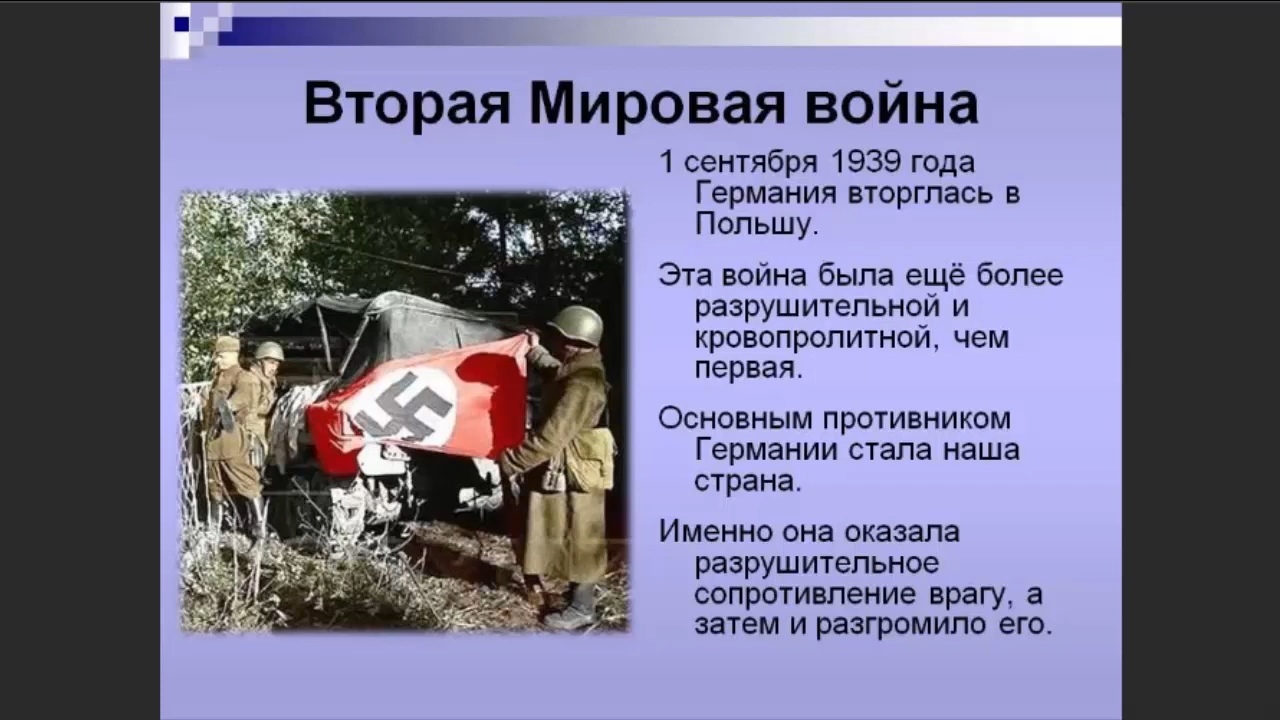 Вторая Мировая война
1 сентября 1939 года
Германия вторглась в
Польшу.
Эта война была ещё более
разрушительной и
кровопролитной, чем
первая.
Основным противником
Германии стала наша
страна.
Именно она оказала
разрушительное
сопротивление врагу, а
затем и разгромило его.